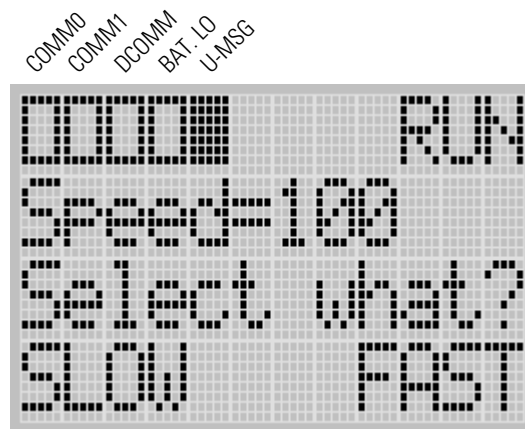 COMM0 COMM1 DCOMM BAT. LO U-MSG
RUN
Speed=100
Select what?
SLOW FAST